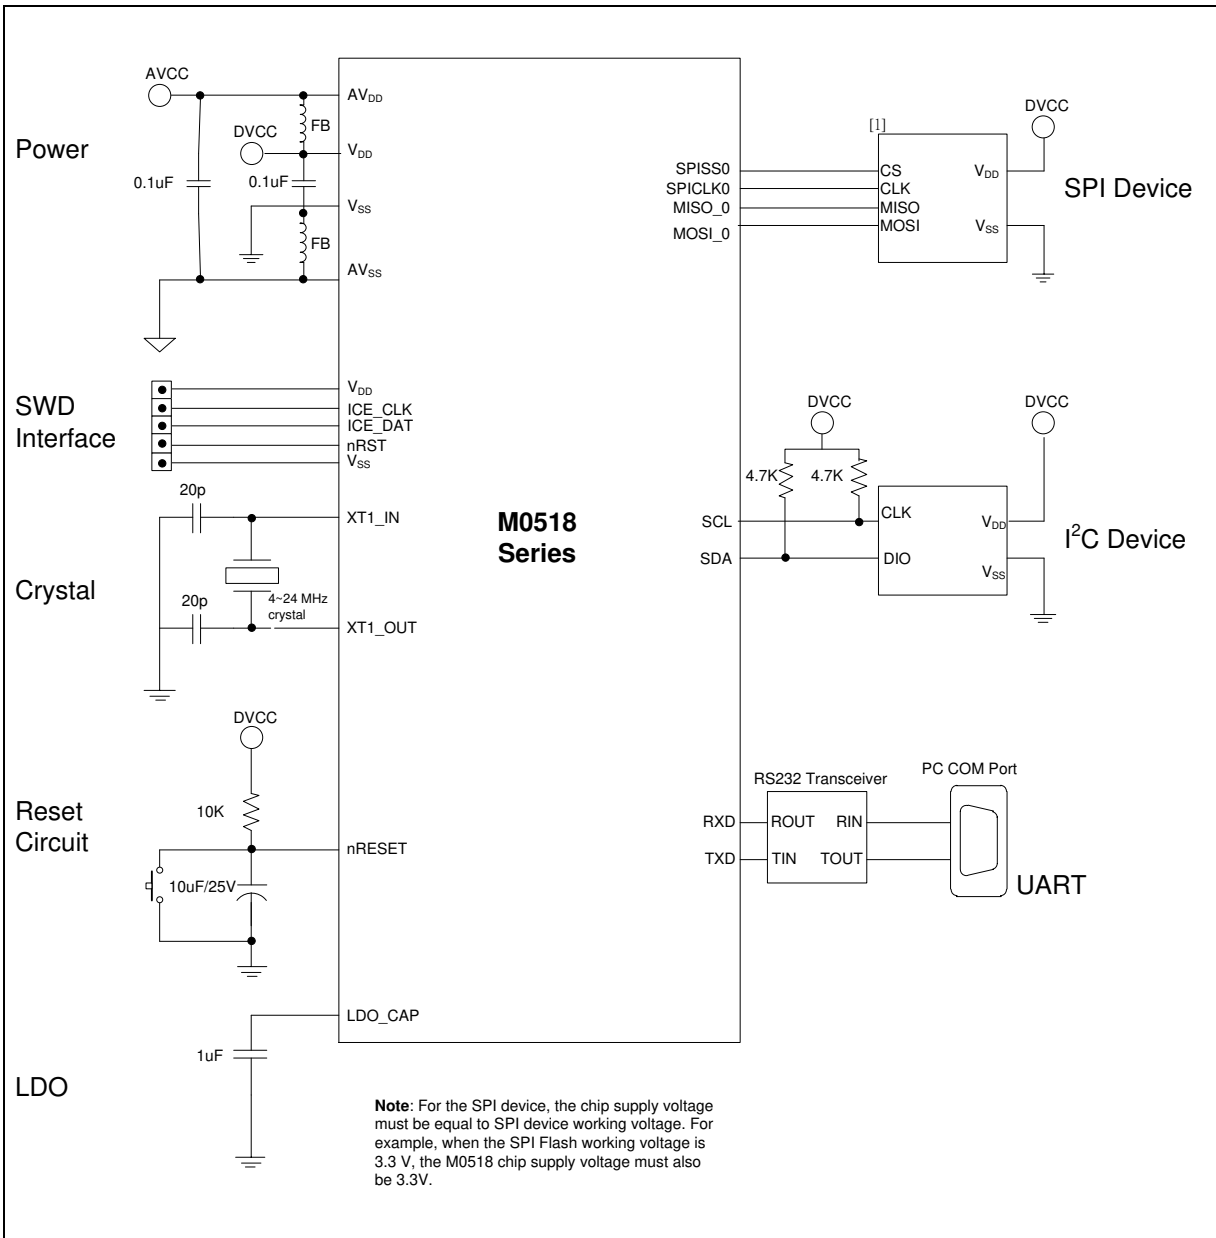 Power
AVCC
AVDD
FB
DVCC
VDD
0.1uF
0.1uF
VSS
FB
AVSS
SWD
Interface
VDD
ICE_CLK
ICE_DAT
nRST
VSS
Crystal
20p
XT1_IN
4~24 MHz
crystal
20p
XT1_OUT
Reset
Circuit
DVCC
10K
nRESET
10uF/25V
LDO
LDO_CAP
1uF
M0518
Series
SPISS0
SPICLK0
MISO_0
MOSI_0
[1]
CS
CLK
MISO
MOSI
VDD
VSS
DVCC
SPI Device
DVCC
4.7K
4.7K
SCL
SDA
CLK
DIO
VDD
VSS
DVCC
I²C Device
RS232 Transceiver
PC COM Port
RXD
ROUT
RIN
TXD
TIN
TOUT
UART
Note: For the SPI device, the chip supply voltage
must be equal to SPI device working voltage. For
example, when the SPI Flash working voltage is
3.3 V, the M0518 chip supply voltage must also
be 3.3V.